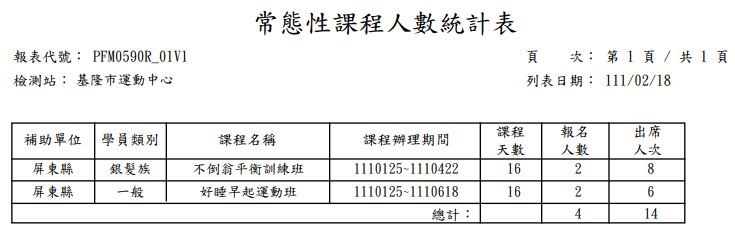 常態性課程人數統計表
報表代號： PFM0590R_01V1 頁 次： 第 1 頁 / 共 1 頁
檢測站： 基隆市運動中心 列表日期： 111/02/18
補助單位 學員類別 課程名稱 課程辦理期間 課程天數 報名人數 出席人次
屏東縣 銀髮族 不倒翁平衡訓練班 1110125~1110422 16 2 8
屏東縣 一般 好睡早起運動班 1110125~1110618 16 2 6
總計： 4 14